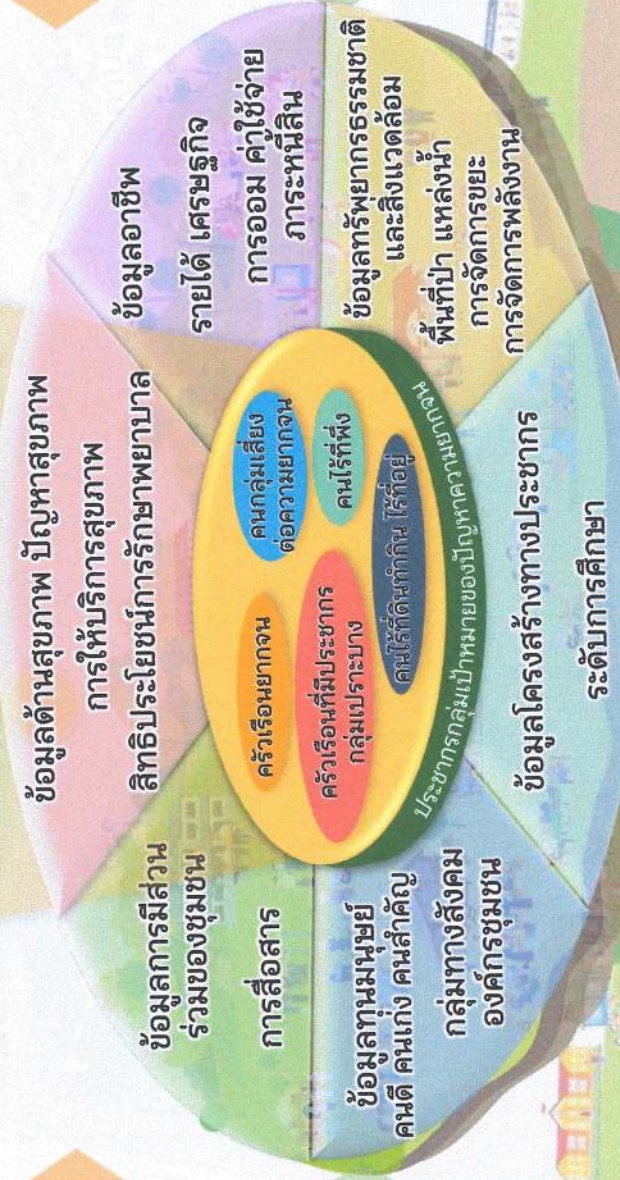 ข้อมูลด้านสุขภาพ ปัญหาสุขภาพ
การให้บริการสุขภาพ
สิทธิประโยชน์การรักษาพยาบาล
ข้อมูลอาชีพ
รายได้ เศรษฐกิจ
การออม ค่าใช้จ่าย
ภาระหนี้สิน
ข้อมูลทรัพยากรธรรมชาติ
และสิ่งแวดล้อม
พื้นที่ป่า แหล่งน้ำ
การจัดการขยะ
การจัดการพลังงาน
ข้อมูลโครงสร้างทางประชากร
ระดับการศึกษา
ข้อมูลทุนมนุษย์
คนดี คนเก่ง คนสำคัญ
กลุ่มทางสังคม
องค์กรชุมชน
ข้อมูลการมีส่วน
ร่วมของชุมชน
การสื่อสาร
ครัวเรือนยากจน
คนกลุ่มเสี่ยง
ต่อความยากจน
ครัวเรือนที่มีประชากร
กลุ่มเปราะบาง
คนไร้ที่พึ่ง
คนไร้ที่ดินทำกิน ไร้ที่อยู่
ประชากรกลุ่มเป้าหมายของปัญหาความยากจน